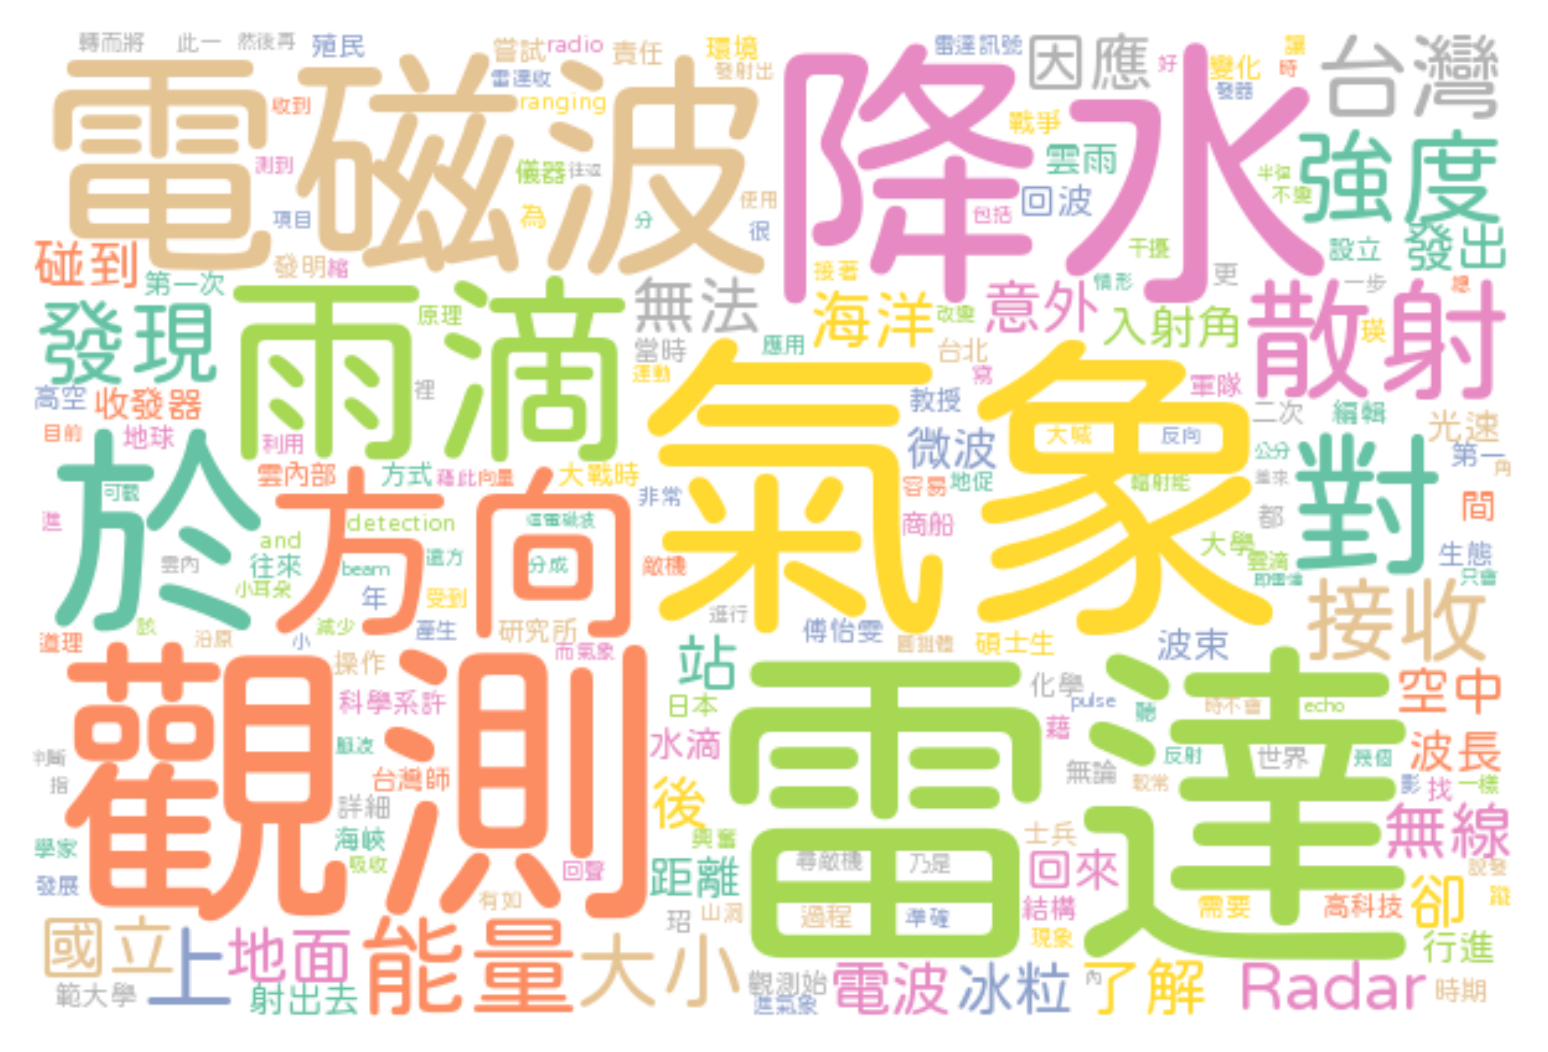 轉而將 此一 然後再 殖民 嘗試 radio 責任 環境 雷達訊號 因應 好 變化 讓 時 台灣
電磁波 降水
雷達收 發射出 發器
收到 ranging 戰爭
測到 儀器 雲雨 強度
項目 為 分 使用 很 包括 回波 半徑 不變
碰到 第一次 發明 縮 接著 干擾 情形 更 設立 發出
發現 雨滴 原理 無法 海洋 改變 意外 入射角 一步 總 散射
當時 應用 台北 瑛
高空 收發器 裡 運動 氣象 教授 寫 軍隊 二次 編輯 光速
目前 地球 利用 微波 大喊 反向 公分 第一
於 可觀 雲內部 方式 藉此 向量 大戰時 非常 容易 地促 輻射能 對 角
進 方向 detection 商船 都 間
and 遠方 大學 生態
雲內 往來 beam 分成 敵機 雲滴 只會
小耳朵 年 受到 進行 接收
該 沿原 小 減少 產生 研究所 傅怡雯 碩士生 波束
道理 觀測 操作 而氣象 站 雷達 化學 空中
科學系許 日本 pulse 聽 時不會 echo
判斷 脈波 水滴 藉 反射 世界 幾個 波長
指 台灣師 後 無論 較常 影 找 一樣
詳細 無線
學家 海峽 興奮 士兵
吸收 回聲 距離 尋敵機 乃是 回來 說發
發展 有如 需要 高科技 卻
國立 上 地面 能量 大小 珀 山洞 過程 準確 結構 現象 行進
範大學 射出去 觀測始 進氣象 電波 冰粒 內 了解 Radar 時期